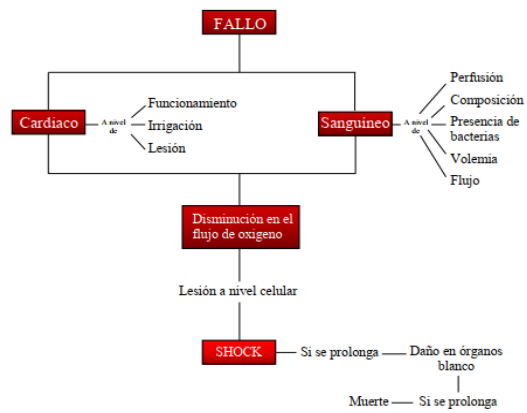 FALLO
Cardiaco
A nivel
de
Funcionamiento
Irrigación
Lesión
Sanguíneo
A nivel
de
Perfusión
Composición
Presencia de
bacterias
Volemia
Flujo
Disminución en el
flujo de oxigeno
Lesión a nivel celular
SHOCK
Si se prolonga
Daño en órganos
blanco
Si se prolonga
Muerte